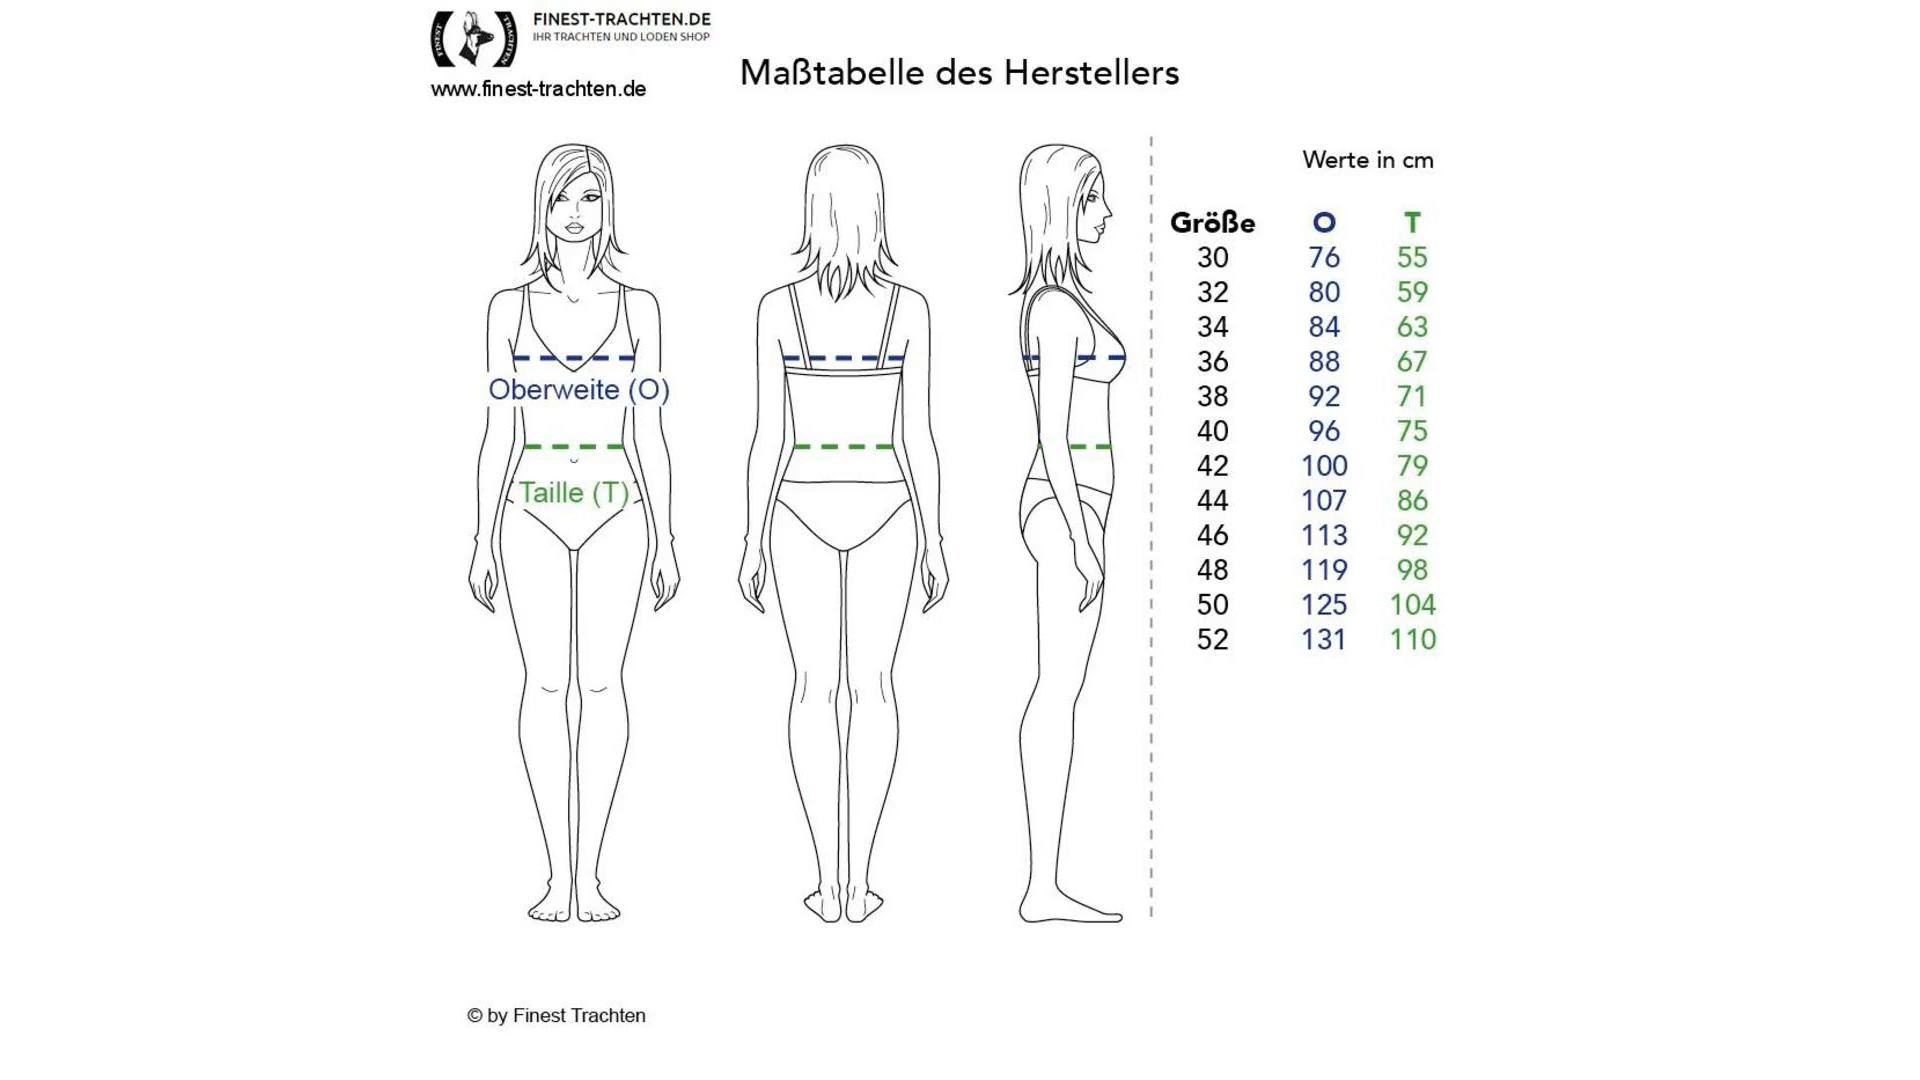 FINEST
TRACHTEN
FINEST-TRACHTEN.DE
IHR TRACHTEN UND LODEN SHOP
www.finest-trachten.de
Maßtabelle des Herstellers
Oberweite (O)
Taille (T)
Werte in cm
Größe O T
30 76 55
32 80 59
34 84 63
36 88 67
38 92 71
40 96 75
42 100 79
44 107 86
46 113 92
48 119 98
50 125 104
52 131 110
© by Finest Trachten